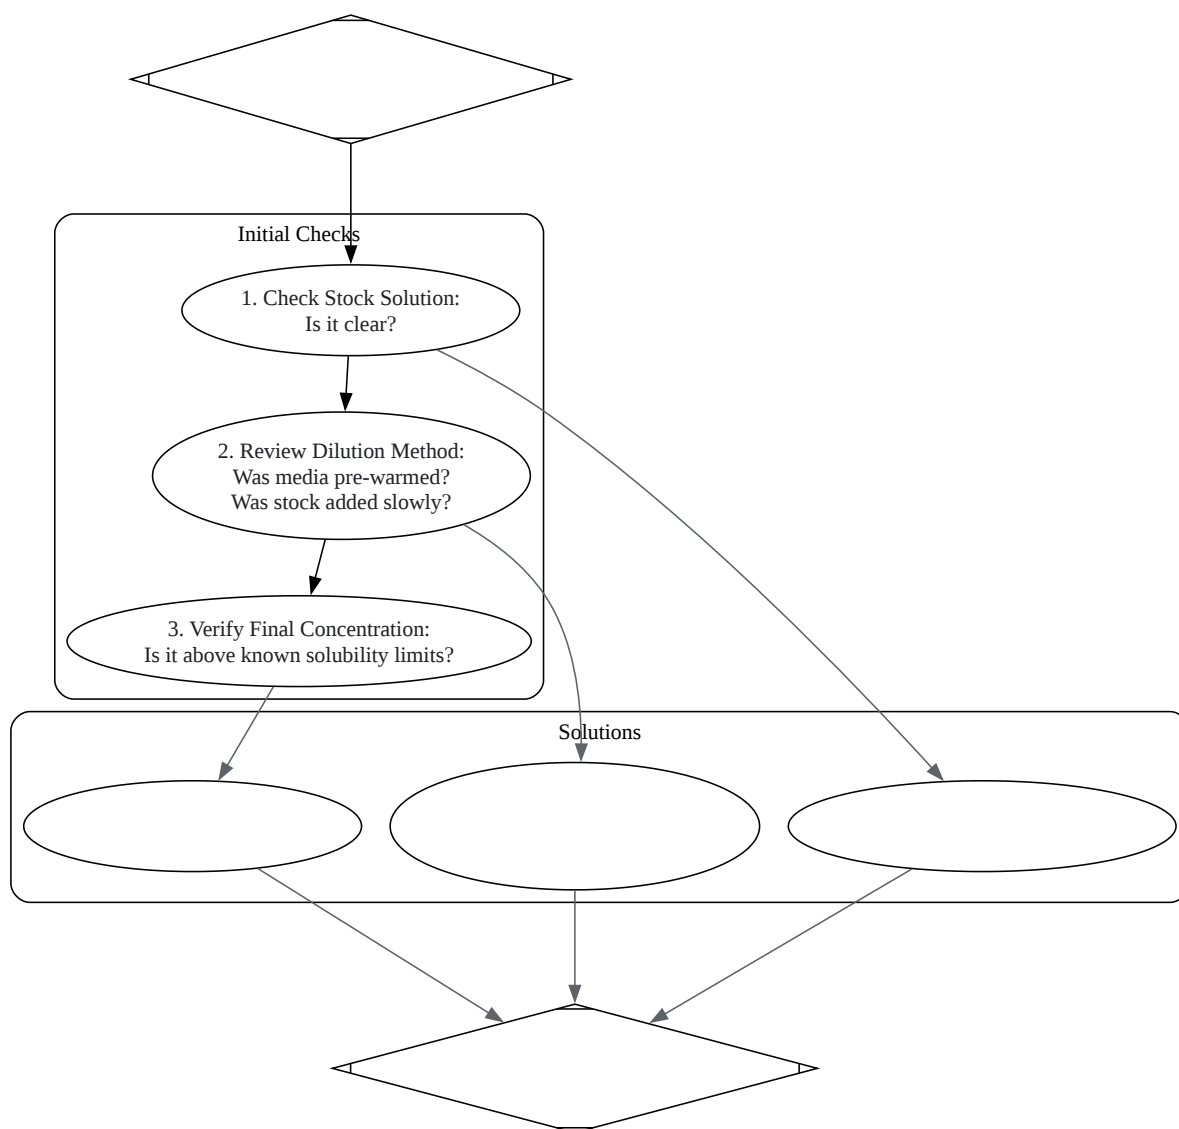 Initial Checks
1. Check Stock Solution:
Is it clear?
2. Review Dilution Method:
Was media pre-warmed?
Was stock added slowly?
3. Verify Final Concentration:
Is it above known solubility limits?
Solutions